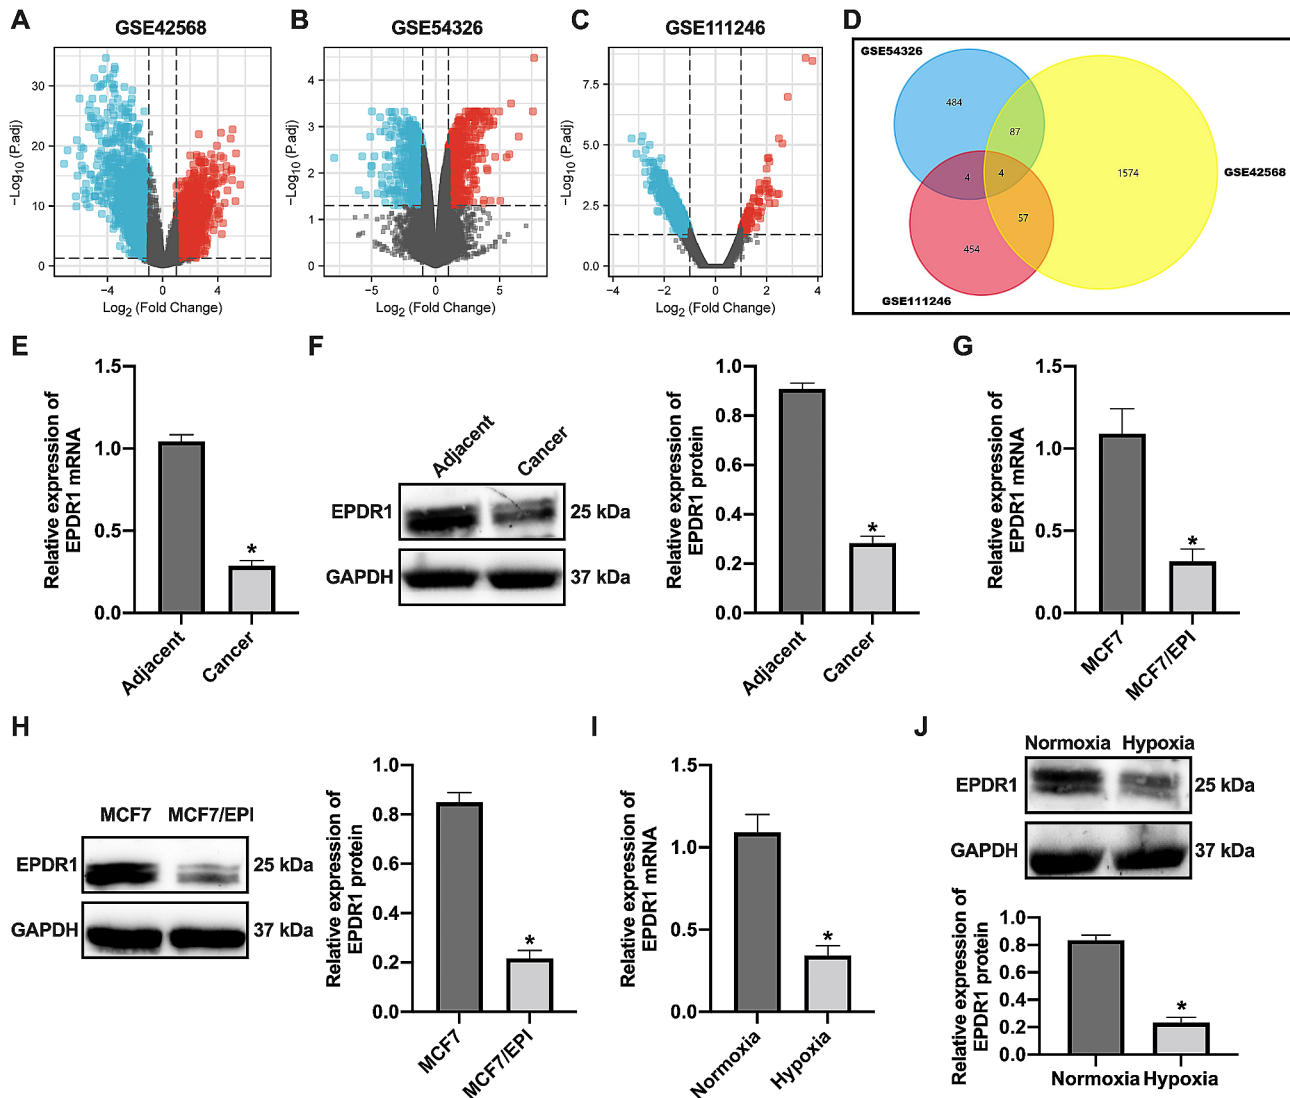 A
GSE42568
−Log10 (P.adj)
30
20
10
0
−4
0
4
Log2 (Fold Change)
B
GSE54326
−Log10 (P.adj)
4
3
2
1
0
−5
0
5
Log2 (Fold Change)
C
GSE111246
−Log10 (P.adj)
7.5
5.0
2.5
0.0
−4
−2
0
2
4
Log2 (Fold Change)
D
GSE54326
484
87
4
4
1574
GSE42568
57
454
GSE111246
E
Relative expression of
EPDR1 mRNA
1.5
1.0
0.5
0.0
*
Adjacent
Cancer
F
Adjacent
Cancer
EPDR1
25 kDa
GAPDH
37 kDa
Relative expression of
EPDR1 protein
1.0
0.8
0.6
0.4
0.2
0.0
*
Adjacent
Cancer
G
Relative expression of
EPDR1 mRNA
1.5
1.0
0.5
0.0
*
MCF7
MCF7/EPI
H
MCF7 MCF7/EPI
EPDR1
25 kDa
GAPDH
37 kDa
Relative expression of
EPDR1 protein
1.0
0.8
0.6
0.4
0.2
0.0
*
MCF7
MCF7/EPI
I
Relative expression of
EPDR1 mRNA
1.5
1.0
0.5
0.0
*
Normoxia
Hypoxia
J
Normoxia Hypoxia
EPDR1
25 kDa
GAPDH
37 kDa
Relative expression of
EPDR1 protein
1.0
0.8
0.6
0.4
0.2
0.0
*
Normoxia Hypoxia